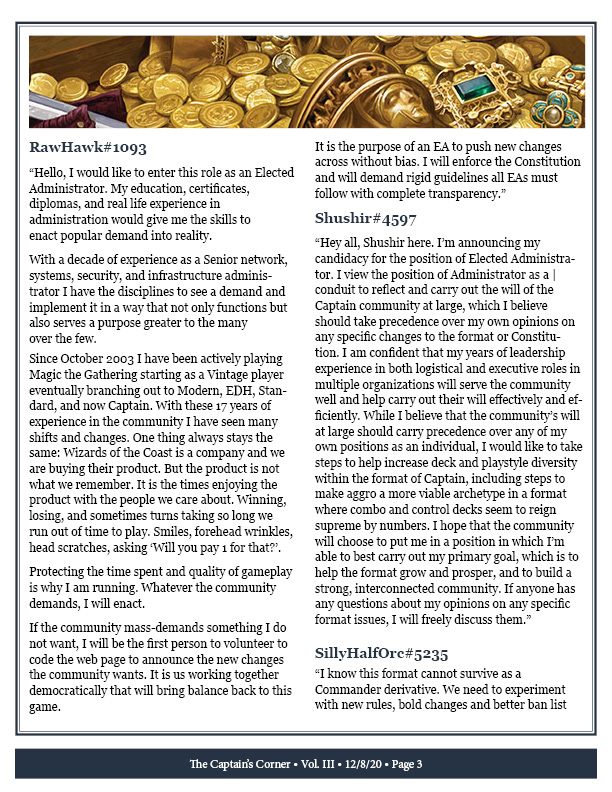 RawHawk#1093
“Hello, I would like to enter this role as an Elected
Administrator. My education, certificates,
diplomas, and real life experience in
administration would give me the skills to
enact popular demand into reality.
With a decade of experience as a Senior network,
systems, security, and infrastructure adminis-
trator I have the disciplines to see a demand and
implement it in a way that not only functions but
also serves a purpose greater to the many
over the few.
Since October 2003 I have been actively playing
Magic the Gathering starting as a Vintage player
eventually branching out to Modern, EDH, Stan-
dard, and now Captain. With these 17 years of
experience in the community I have seen many
shifts and changes. One thing always stays the
same: Wizards of the Coast is a company and we
are buying their product. But the product is not
what we remember. It is the times enjoying the
product with the people we care about. Winning,
losing, and sometimes turns taking so long we
run out of time to play. Smiles, forehead wrinkles,
head scratches, asking ‘Will you pay 1 for that?’.
Protecting the time spent and quality of gameplay
is why I am running. Whatever the community
demands, I will enact.
If the community mass-demands something I do
not want, I will be the first person to volunteer to
code the web page to announce the new changes
the community wants. It is us working together
democratically that will bring balance back to this
game.
It is the purpose of an EA to push new changes
across without bias. I will enforce the Constitution
and will demand rigid guidelines all EAs must
follow with complete transparency.”
Shushir#4597
“Hey all, Shushir here. I’m announcing my
candidacy for the position of Elected Administra-
tor. I view the position of Administrator as a |
conduit to reflect and carry out the will of the
Captain community at large, which I believe
should take precedence over my own opinions on
any specific changes to the format or Constitu-
tion. I am confident that my years of leadership
experience in both logistical and executive roles in
multiple organizations will serve the community
well and help carry out their will effectively and ef-
ficiently. While I believe that the community’s will
at large should carry precedence over any of my
own positions as an individual, I would like to take
steps to help increase deck and playstyle diversity
within the format of Captain, including steps to
make aggro a more viable archetype in a format
where combo and control decks seem to reign
supreme by numbers. I hope that the community
will choose to put me in a position in which I’m
able to best carry out my primary goal, which is to
help the format grow and prosper, and to build a
strong, interconnected community. If anyone has
any questions about my opinions on any specific
format issues, I will freely discuss them.”
SillyHalfOrc#5235
“I know this format cannot survive as a
Commander derivative. We need to experiment
with new rules, bold changes and better ban list
The Captain’s Corner • Vol. III • 12/8/20 • Page 3